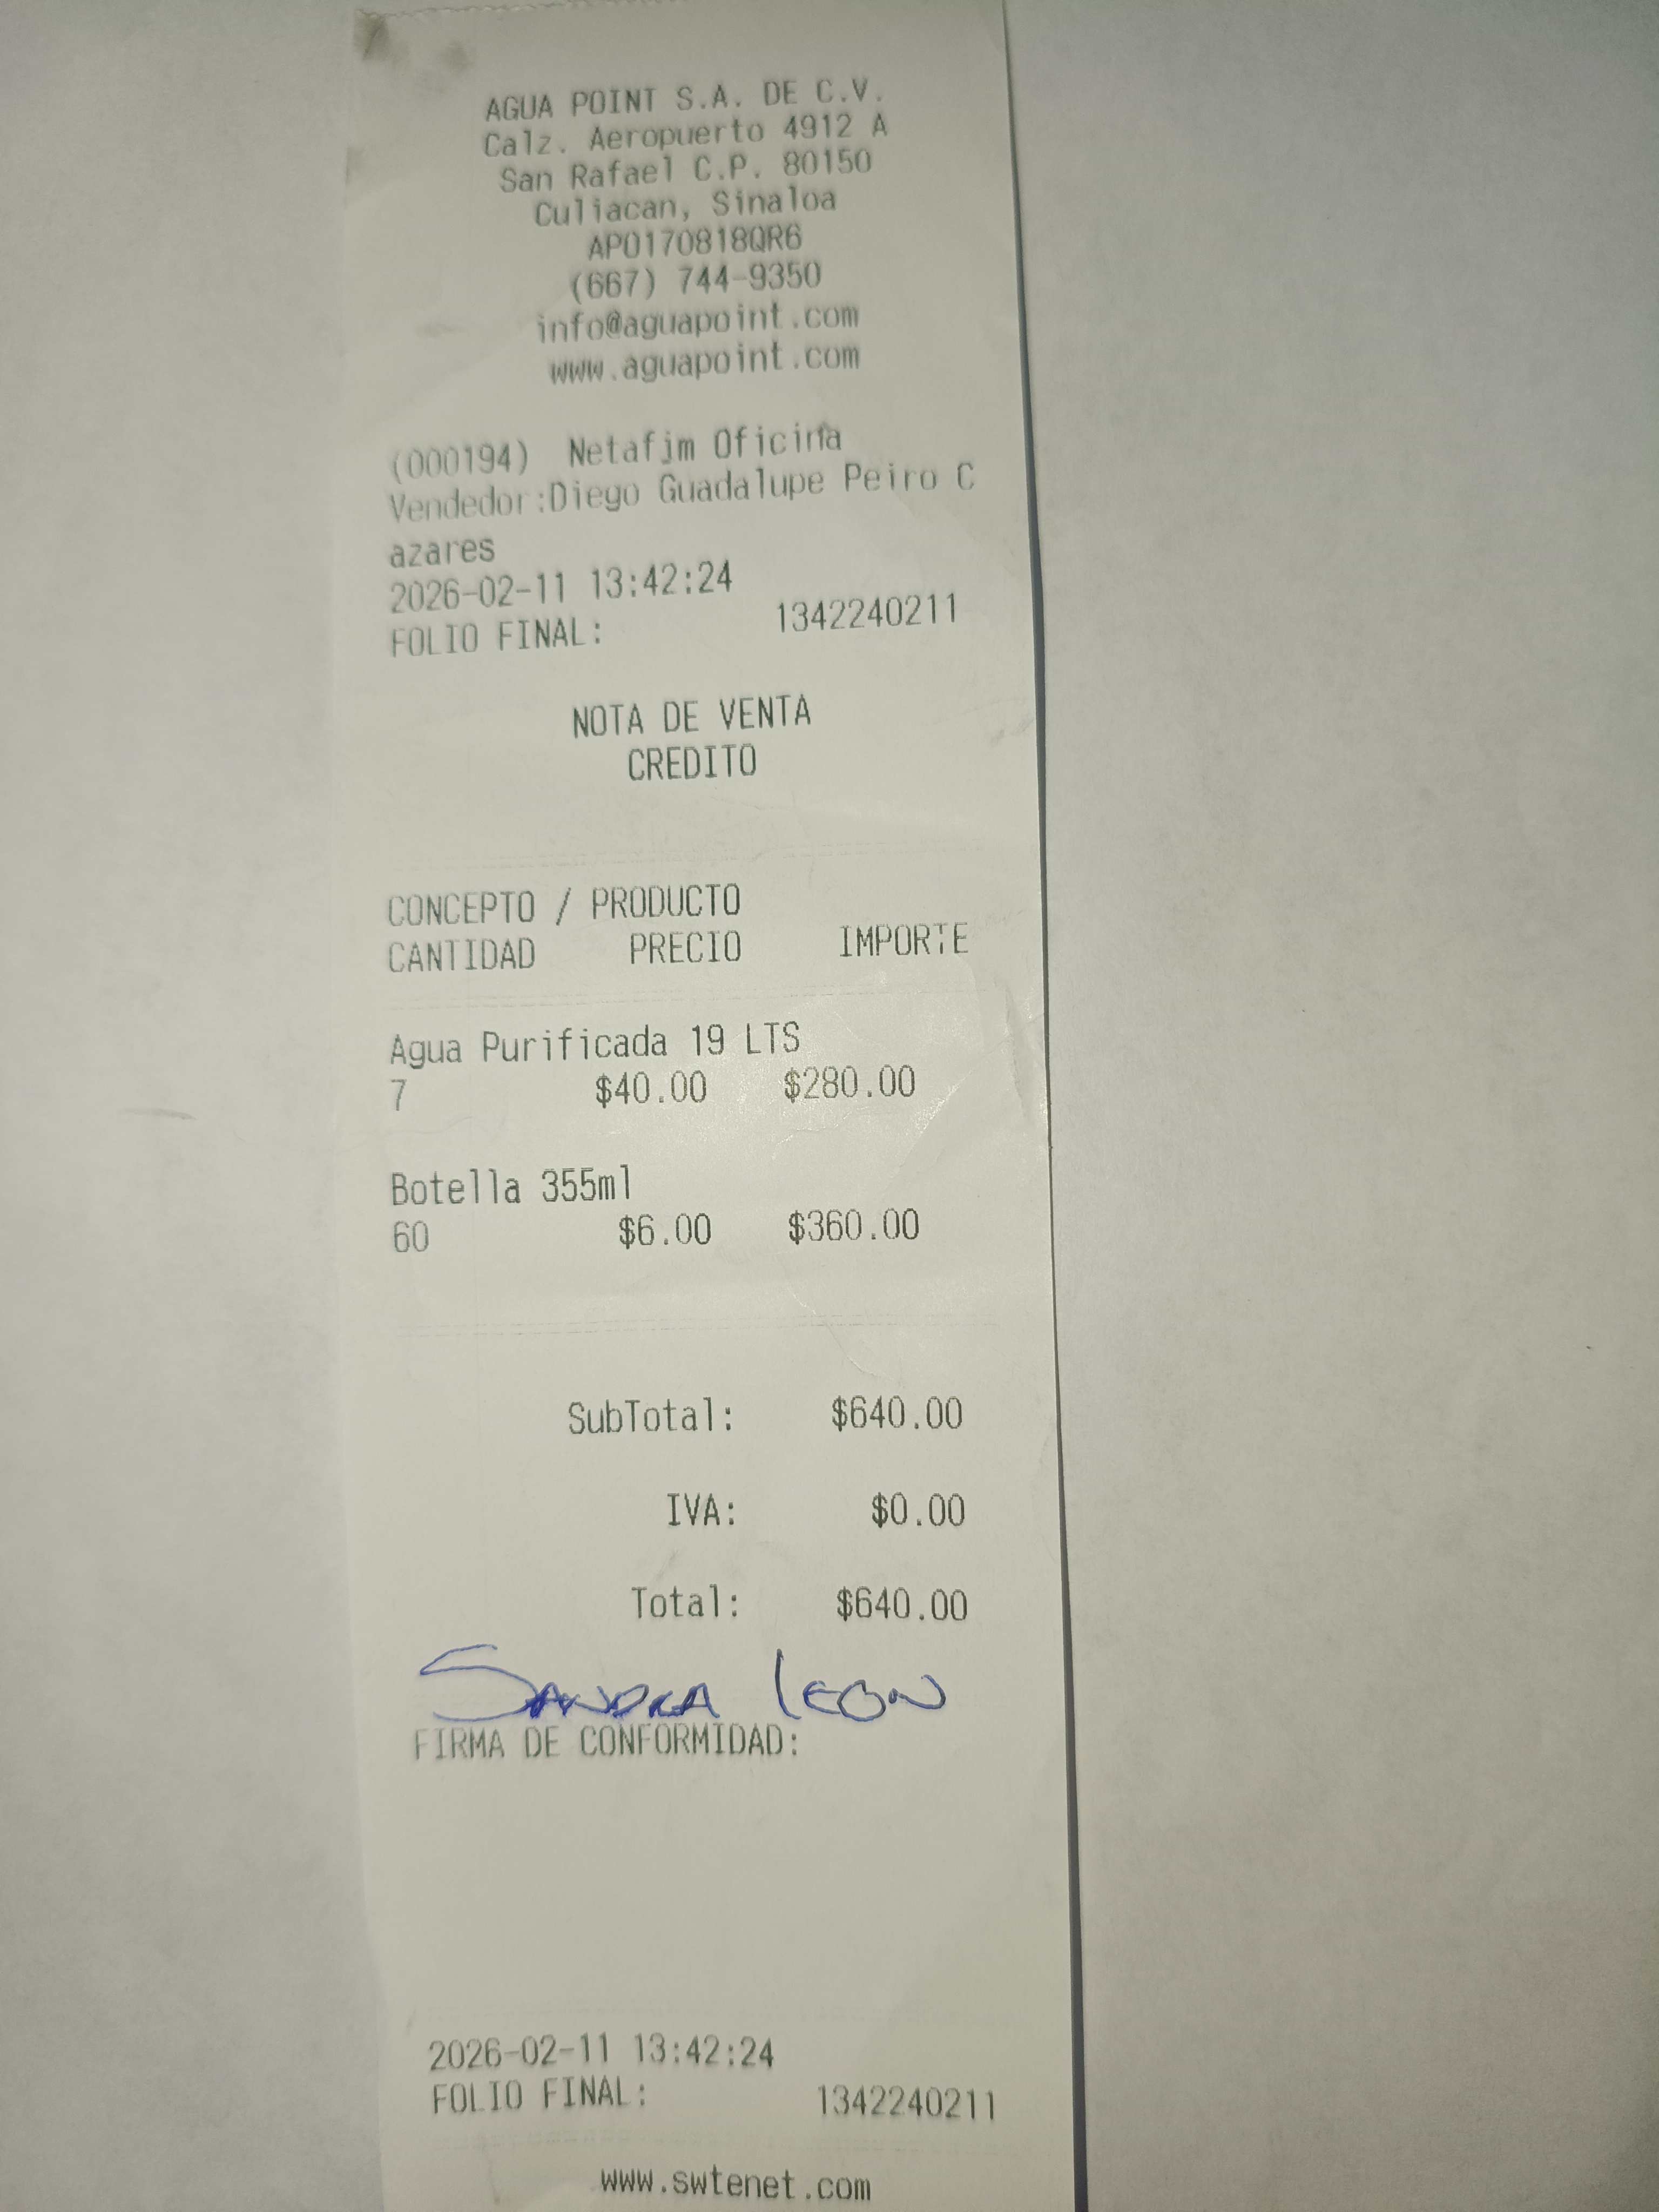 AGUA POINT S.A. DE C.V.
Calz. Aeropuerto 4912 A
San Rafael C.P. 80150
Culiacan, Sinaloa
APO170818QR6
(667) 744-9350
info@aguapoint.com
www.aguapoint.com
(000194) Netafim Oficina
Vendedor:Diego Guadalupe Peiro C
azares
2026-02-11 13:42:24
FOLIO FINAL: 1342240211
NOTA DE VENTA
CREDITO
CONCEPTO / PRODUCTO
CANTIDAD PRECIO IMPORTE
Agua Purificada 19 LTS
7 $40.00 $280.00
Botella 355ml
60 $6.00 $360.00
SubTotal: $640.00
IVA: $0.00
Total: $640.00
SANDRA LEON
FIRMA DE CONFORMIDAD:
2026-02-11 13:42:24
FOLIO FINAL: 1342240211
www.swtenet.com